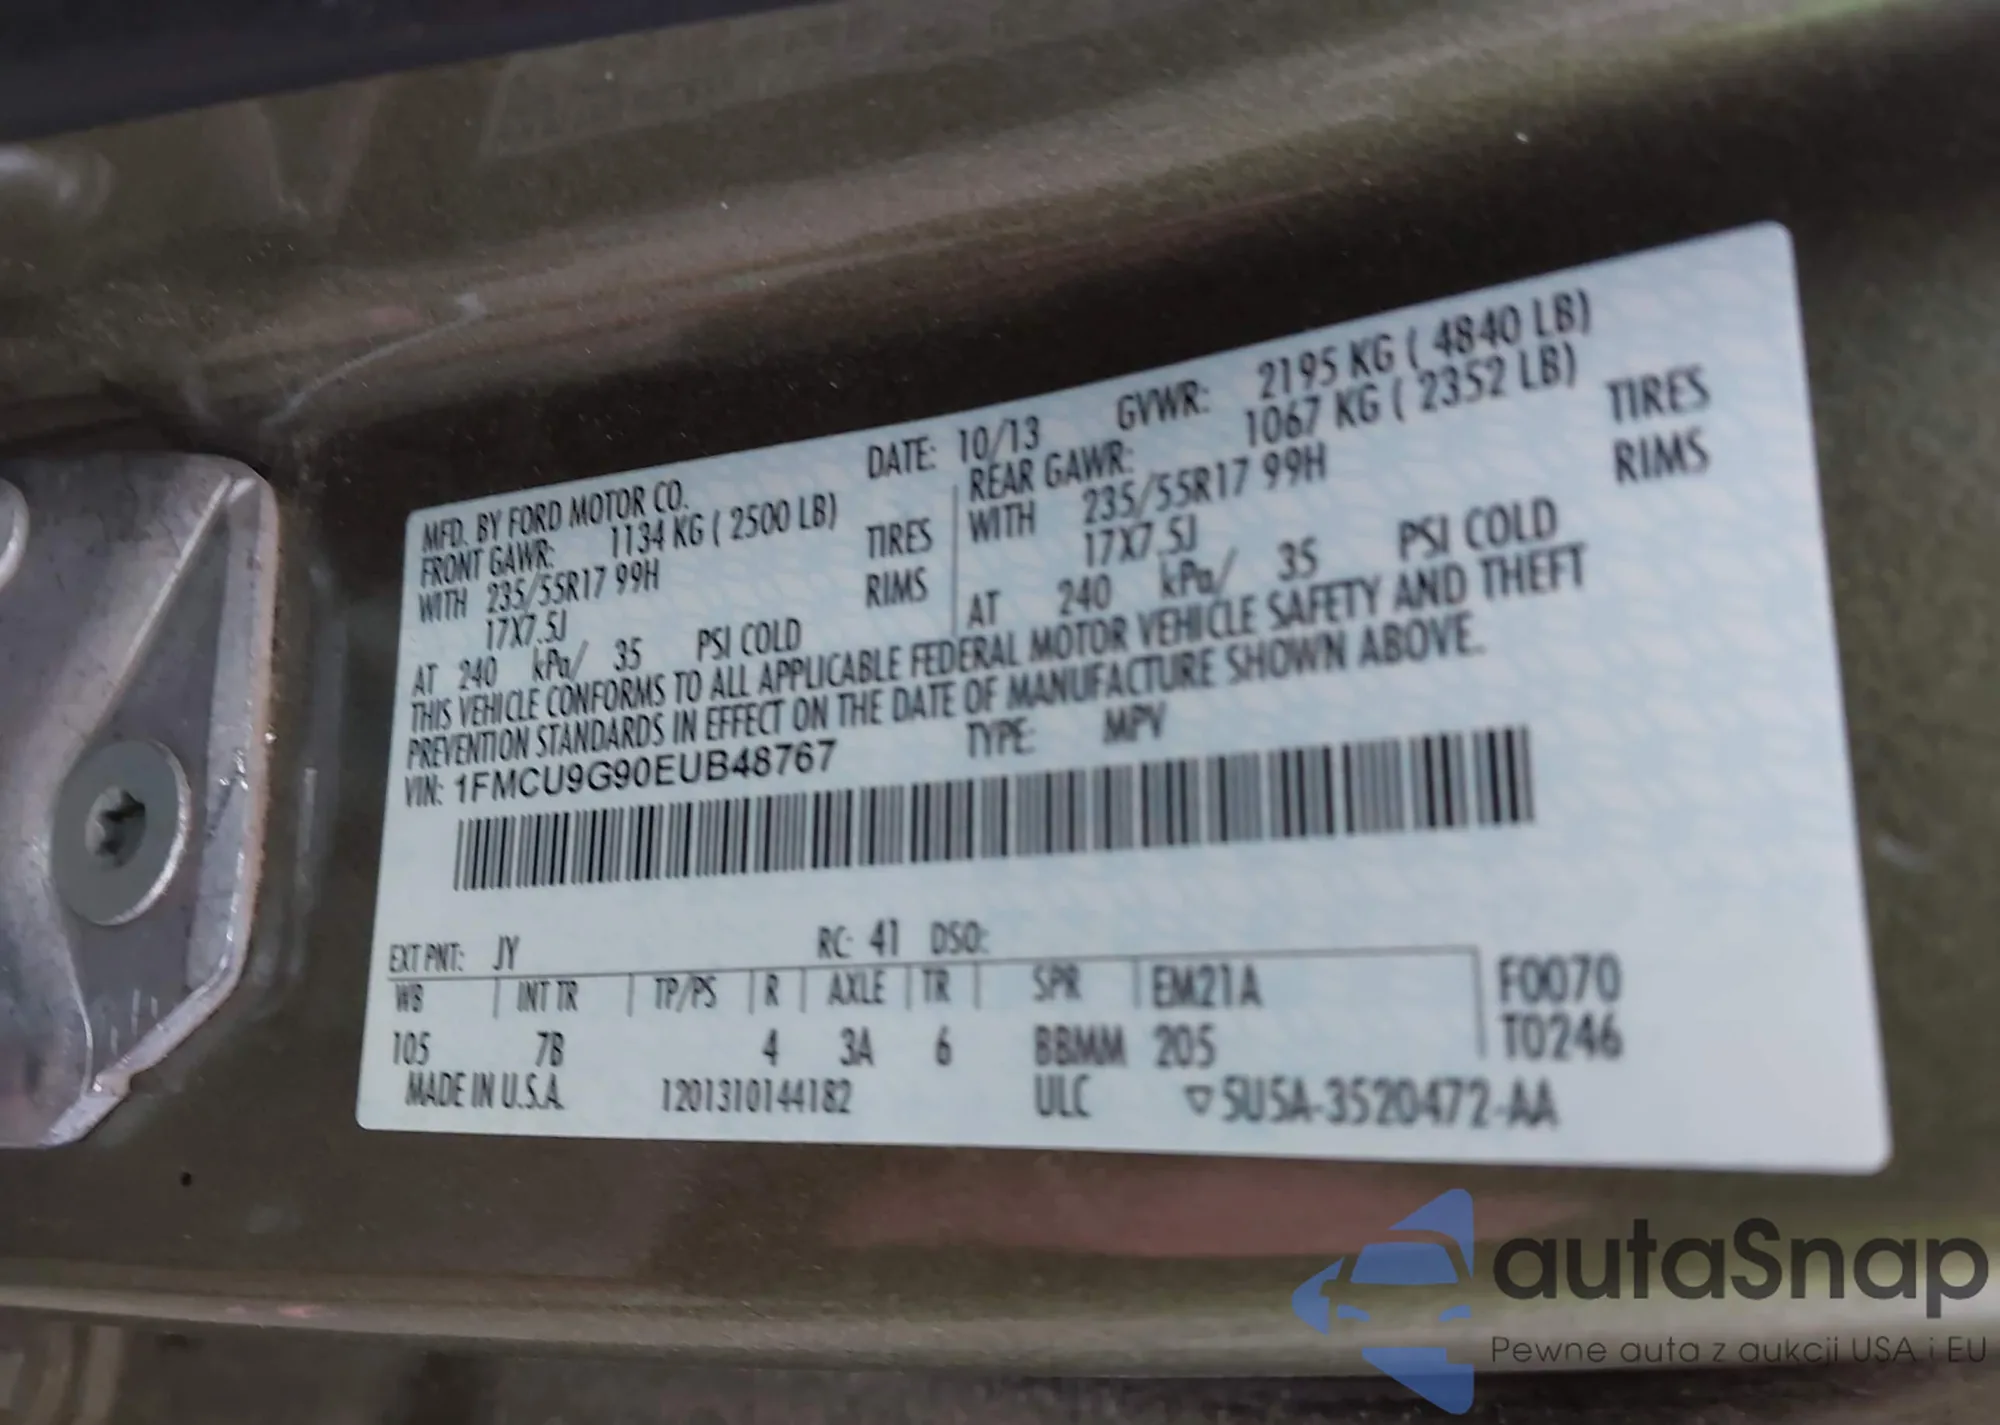 MFD. BY FORD MOTOR CO. DATE: 10/13 GVWR: 2195 KG ( 4840 LB)
FRONT GAWR: 1134 KG ( 2500 LB) REAR GAWR: 1067 KG ( 2352 LB)
WITH 235/55R17 99H TIRES WITH 235/55R17 99H TIRES
17X7.5J RIMS 17X7.5J RIMS
AT 240 kPa/ 35 PSI COLD AT 240 kPa/ 35 PSI COLD
THIS VEHICLE CONFORMS TO ALL APPLICABLE FEDERAL MOTOR VEHICLE SAFETY AND THEFT
PREVENTION STANDARDS IN EFFECT ON THE DATE OF MANUFACTURE SHOWN ABOVE.
VIN: 1FMCU9G90EUB48767 TYPE: MPV
EXT PNT: JY RC: 41 DSO:
WB INT TR TP/PS R AXLE TR SPR EM21A F0070
105 7B 4 3A 6 BBMM 205 T0246
MADE IN U.S.A. 1201310144182 ULC ▽5U5A-3520472-AA
autaSnap
Pewne auta z aukcji USA i EU